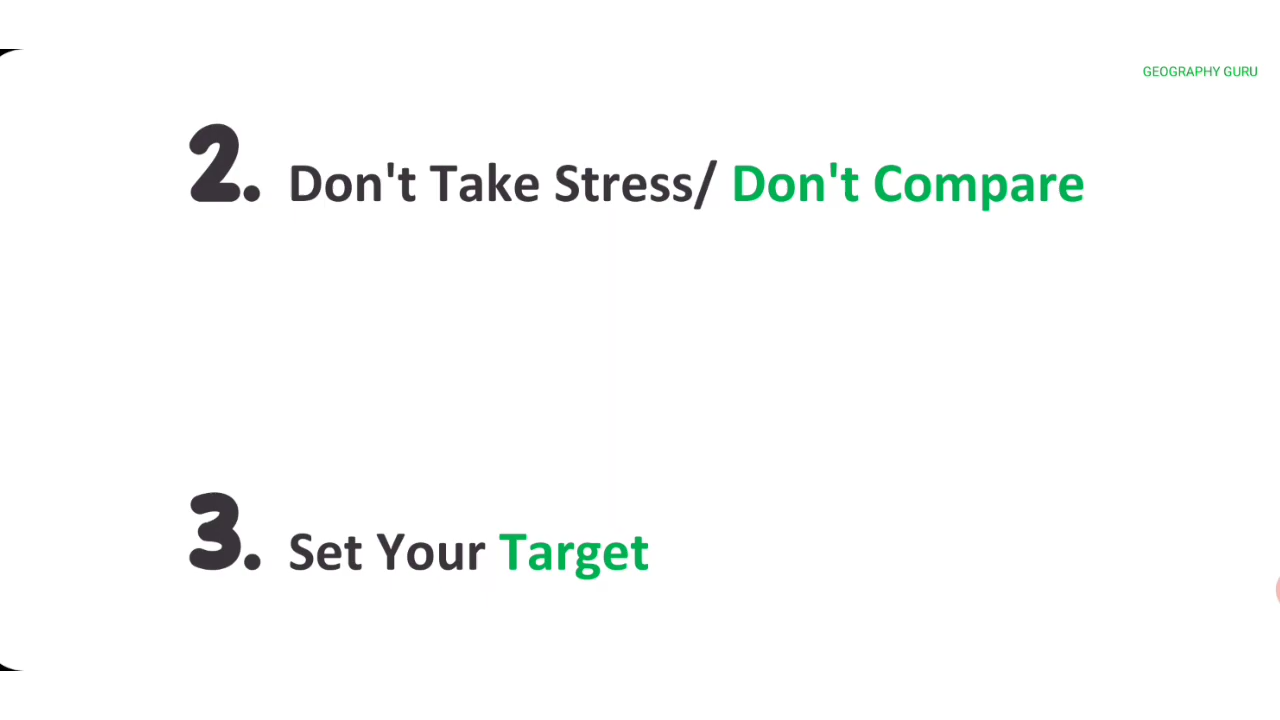 GEOGRAPHY GURU
2. Don't Take Stress/ Don't Compare
3. Set Your Target